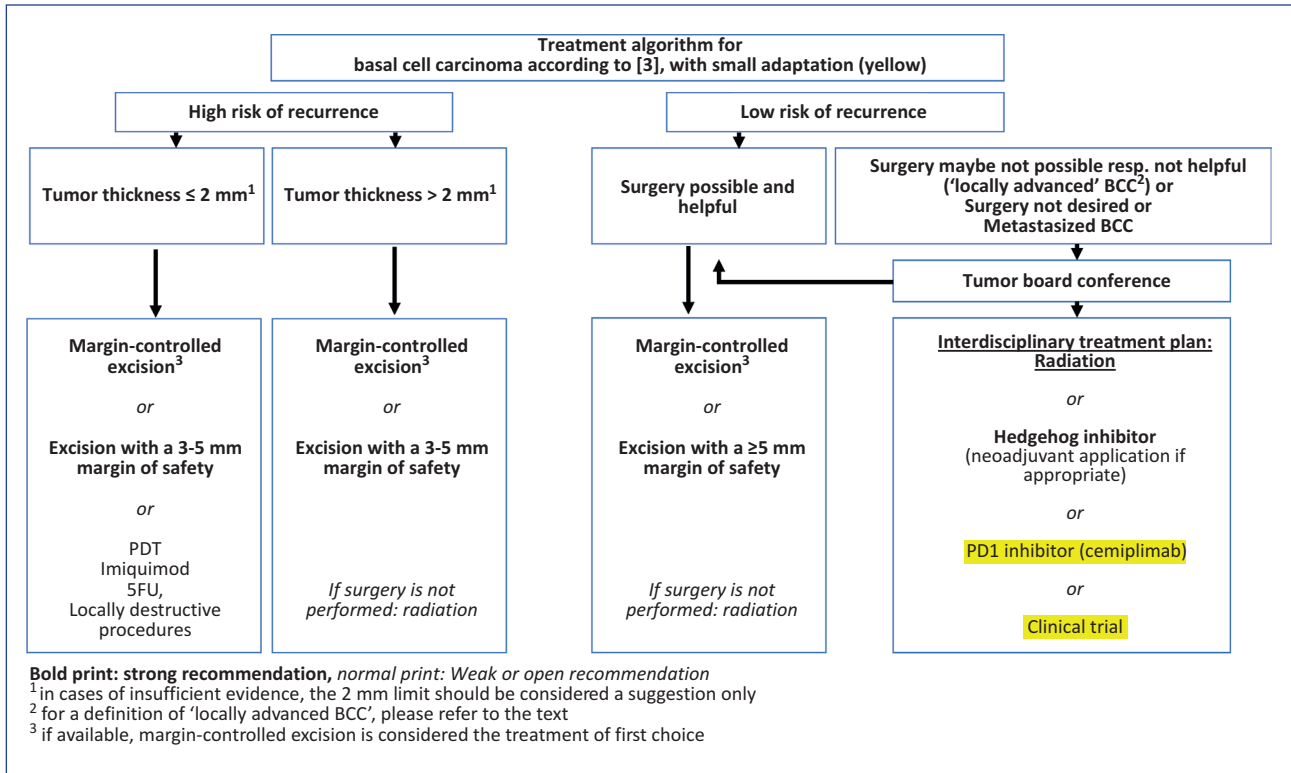 Treatment algorithm for
basal cell carcinoma according to [3], with small adaptation (yellow)
High risk of recurrence
Low risk of recurrence
Tumor thickness ≤ 2 mm¹
Tumor thickness > 2 mm¹
Surgery possible and
helpful
Surgery maybe not possible resp. not helpful
(‘locally advanced’ BCC²) or
Surgery not desired or
Metastasized BCC
Tumor board conference
Margin-controlled
excision³
or
Excision with a 3-5 mm
margin of safety
or
PDT
Imiquimod
5FU,
Locally destructive
procedures
Margin-controlled
excision³
or
Excision with a 3-5 mm
margin of safety
If surgery is not
performed: radiation
Margin-controlled
excision³
or
Excision with a ≥5 mm
margin of safety
If surgery is not
performed: radiation
Interdisciplinary treatment plan:
Radiation
or
Hedgehog inhibitor
(neoadjuvant application if
appropriate)
or
PD1 inhibitor (cemiplimab)
or
Clinical trial
Bold print: strong recommendation, normal print: Weak or open recommendation
¹ in cases of insufficient evidence, the 2 mm limit should be considered a suggestion only
² for a definition of ‘locally advanced BCC’, please refer to the text
³ if available, margin-controlled excision is considered the treatment of first choice